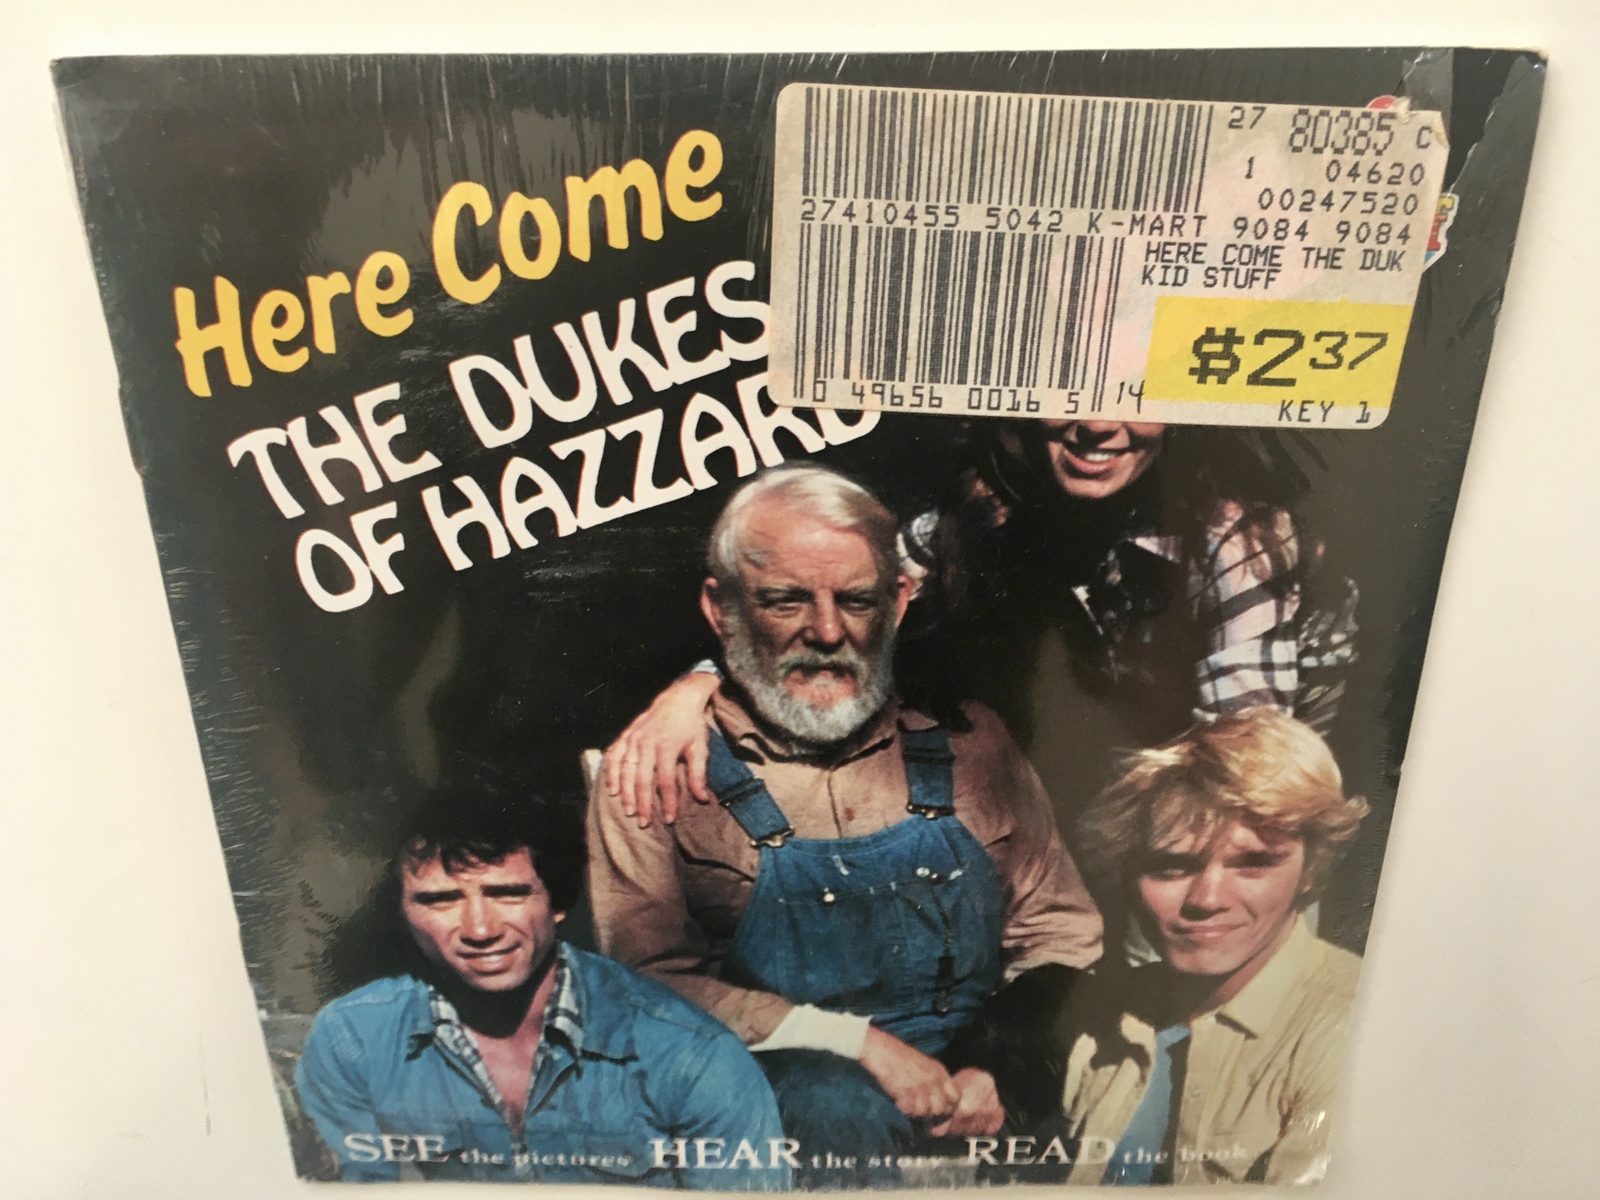 Here Come
THE DUKES
OF HAZZARD
27 80385 C
1 04620
00247520
27410455 5042 K-MART 9084 9084
HERE COME THE DUK
KID STUFF
$2.37
0 49656 0016 5 14
KEY 1
SEE the pictures HEAR the story READ the book